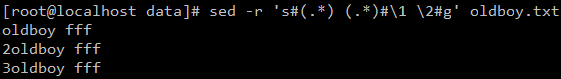 [root@localhost data]# sed -r 's#(.*) (.*)#\1 \2#g' oldboy.txt
oldboy fff
2oldboy fff
3oldboy fff